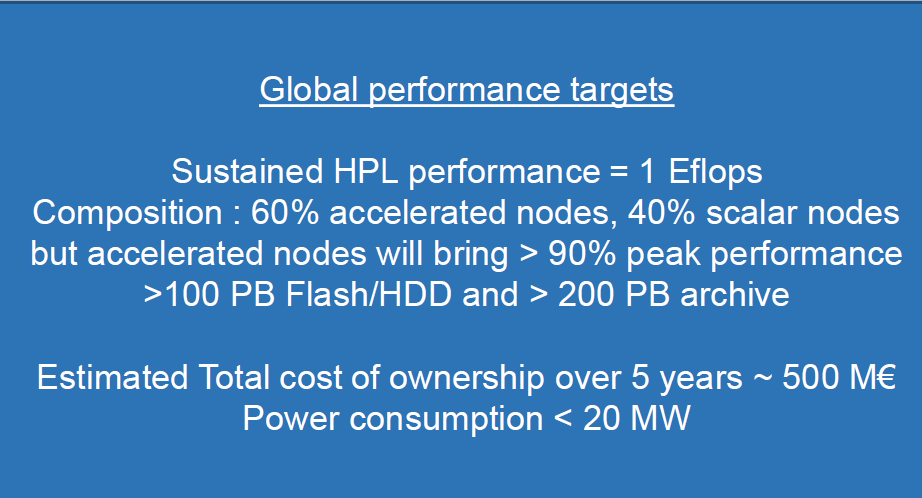 Global performance targets
Sustained HPL performance = 1 Eflops
Composition : 60% accelerated nodes, 40% scalar nodes
but accelerated nodes will bring > 90% peak performance
>100 PB Flash/HDD and > 200 PB archive
Estimated Total cost of ownership over 5 years ~ 500 M€
Power consumption < 20 MW